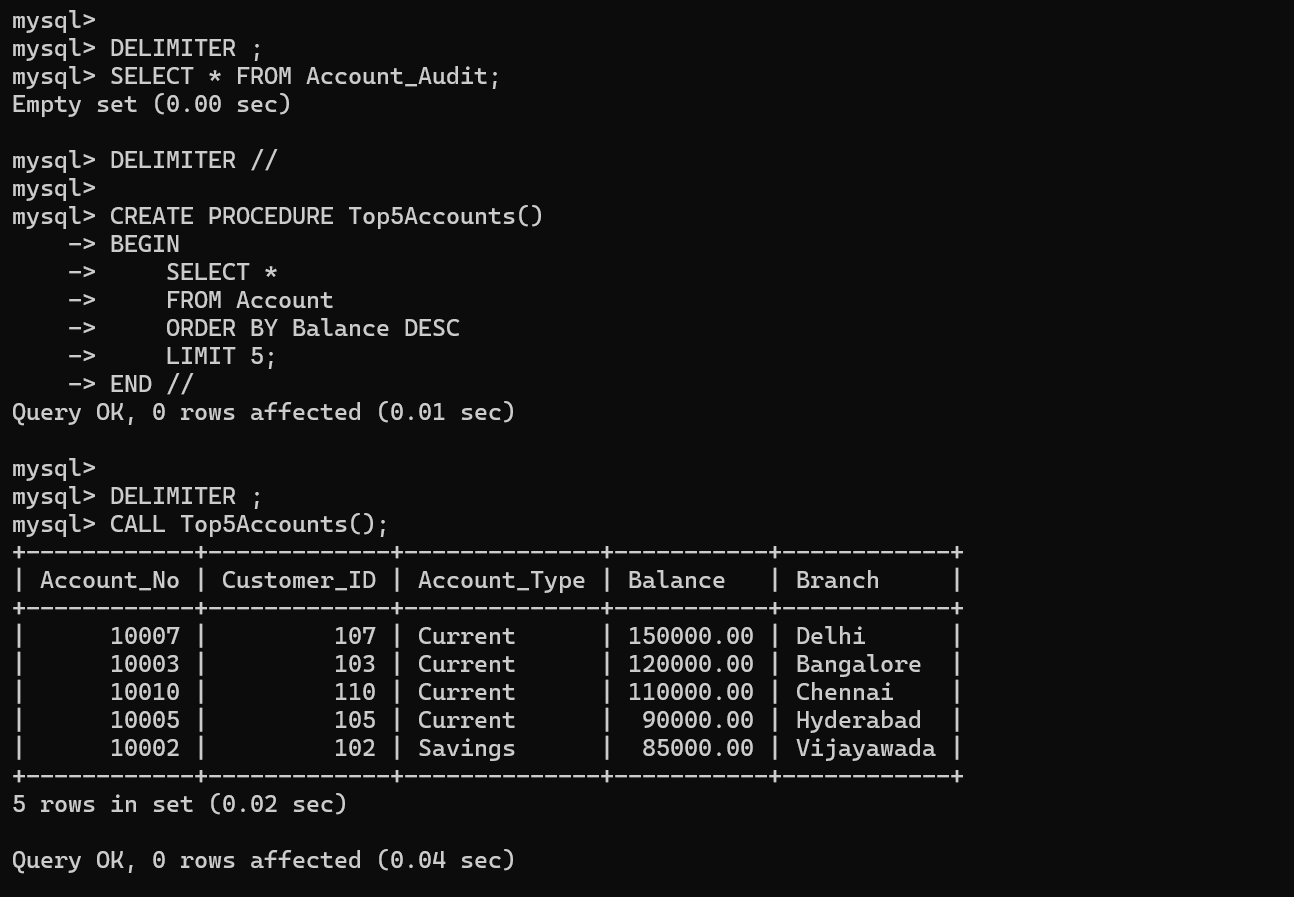 mysql>
mysql> DELIMITER ;
mysql> SELECT * FROM Account_Audit;
Empty set (0.00 sec)

mysql> DELIMITER //
mysql>
mysql> CREATE PROCEDURE Top5Accounts()
    -> BEGIN
    ->     SELECT *
    ->     FROM Account
    ->     ORDER BY Balance DESC
    ->     LIMIT 5;
    -> END //
Query OK, 0 rows affected (0.01 sec)

mysql>
mysql> DELIMITER ;
mysql> CALL Top5Accounts();
+------------+-------------+--------------+-----------+------------+
| Account_No | Customer_ID | Account_Type | Balance   | Branch     |
+------------+-------------+--------------+-----------+------------+
|      10007 |         107 | Current      | 150000.00 | Delhi      |
|      10003 |         103 | Current      | 120000.00 | Bangalore  |
|      10010 |         110 | Current      | 110000.00 | Chennai    |
|      10005 |         105 | Current      |  90000.00 | Hyderabad  |
|      10002 |         102 | Savings      |  85000.00 | Vijayawada |
+------------+-------------+--------------+-----------+------------+
5 rows in set (0.02 sec)

Query OK, 0 rows affected (0.04 sec)